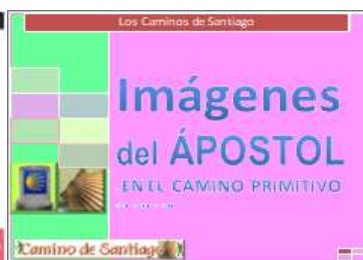 Los Caminos de Santiago
Imágenes
del ÁPOSTOL
EN EL CAMINO PRIMITIVO
Camino de Santiago